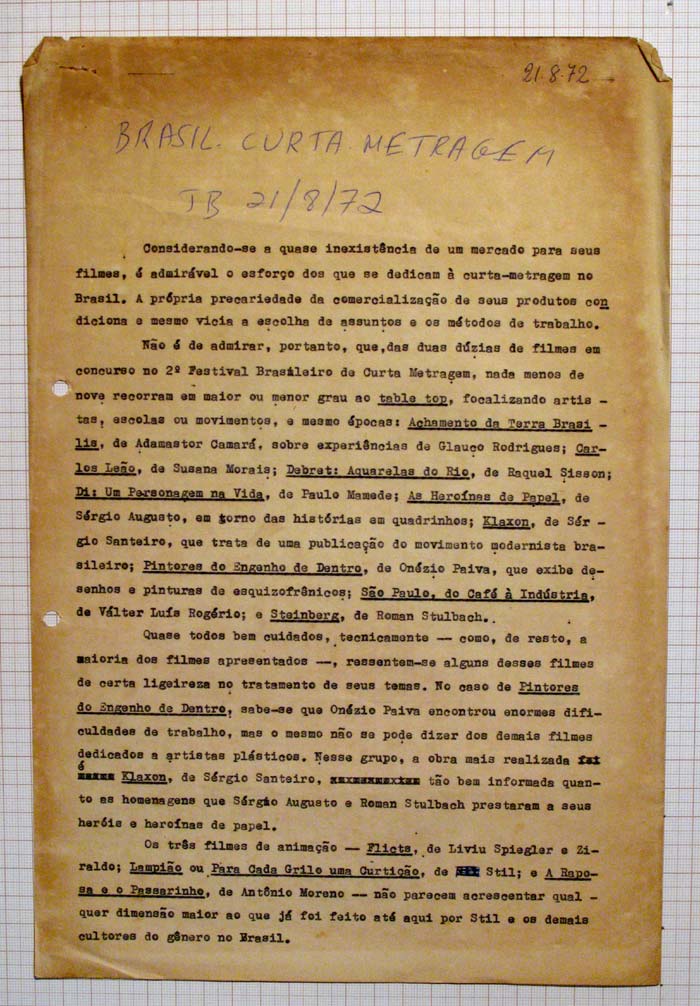 21.8.72
BRASIL. CURTA. METRAGEM
JB 21/8/72
Considerando-se a quase inexistência de um mercado para seus
filmes, é admirável o esforço dos que se dedicam à curta-metragem no
Brasil. A própria precariedade da comercialização de seus produtos con
diciona e mesmo vicia a escolha de assuntos e os métodos de trabalho.
Não é de admirar, portanto, que,das duas dúzias de filmes em
concurso no 2º Festival Brasileiro de Curta Metragem, nada menos de
nove recorram em maior ou menor grau ao table top, focalizando artis -
tas, escolas ou movimentos, e mesmo épocas: Achamento da Terra Brasi -
lis, de Adamastor Camará, sobre experiências de Glauco Rodrigues; Car-
los Leão, de Susana Morais; Debret: Aquarelas do Rio, de Raquel Sisson;
Di: Um Personagem na Vida, de Paulo Mamede; As Heroínas de Papel, de
Sérgio Augusto, em torno das histórias em quadrinhos; Klaxon, de Sér -
gio Santeiro, que trata de uma publicação do movimento modernista bra-
sileiro; Pintores do Engenho de Dentro, de Onézio Paiva, que exibe de-
senhos e pinturas de esquizofrênicos; São Paulo, do Café à Indústria,
de Válter Luís Rogério; e Steinberg, de Roman Stulbach.
Quase todos bem cuidados, tecnicamente — como, de resto, a
maioria dos filmes apresentados —, ressentem-se alguns desses filmes
de certa ligeireza no tratamento de seus temas. No caso de Pintores
do Engenho de Dentro, sabe-se que Onézio Paiva encontrou enormes difi-
culdades de trabalho, mas o mesmo não se pode dizer dos demais filmes
dedicados a artistas plásticos. Nesse grupo, a obra mais realizada
é Klaxon, de Sérgio Santeiro, tão bem informada quan-
to as homenagens que Sérgio Augusto e Roman Stulbach prestaram a seus
heróis e heroínas de papel.
Os três filmes de animação — Flicts, de Liviu Spiegler e Zi-
raldo; Lampião ou Para Cada Grilo uma Curtição, de Stil; e A Rapo-
sa e o Passarinho, de Antônio Moreno — não parecem acrescentar qual -
quer dimensão maior ao que já foi feito até aqui por Stil e os demais
cultores do gênero no Brasil.